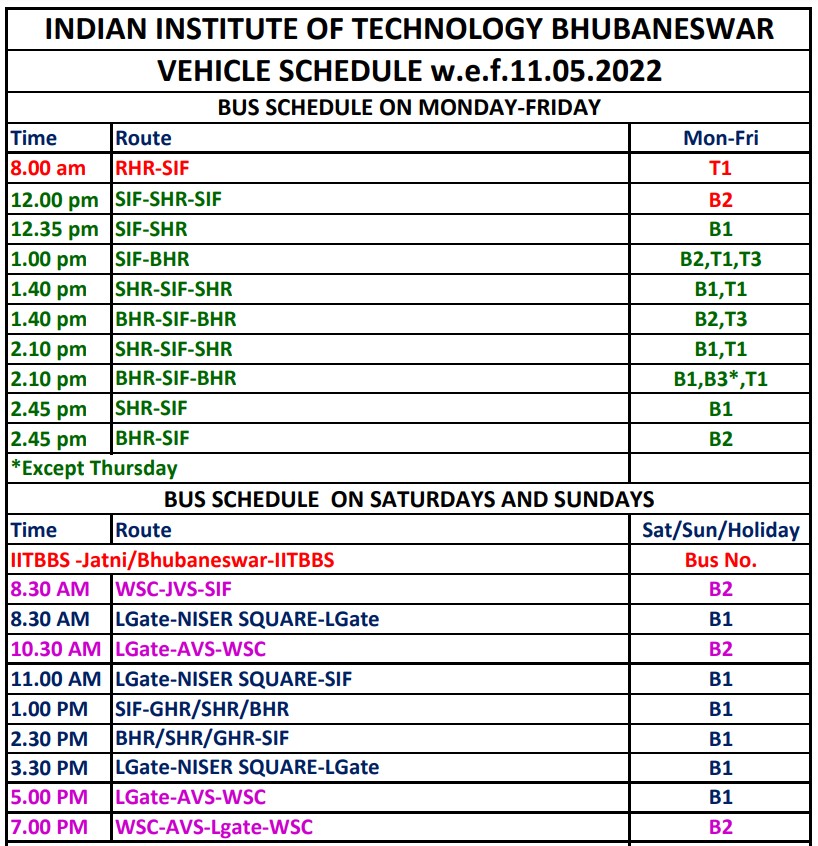 INDIAN INSTITUTE OF TECHNOLOGY BHUBANESWAR
VEHICLE SCHEDULE w.e.f.11.05.2022
BUS SCHEDULE ON MONDAY-FRIDAY
Time Route Mon-Fri
8.00 am RHR-SIF T1
12.00 pm SIF-SHR-SIF B2
12.35 pm SIF-SHR B1
1.00 pm SIF-BHR B2,T1,T3
1.40 pm SHR-SIF-SHR B1,T1
1.40 pm BHR-SIF-BHR B2,T3
2.10 pm SHR-SIF-SHR B1,T1
2.10 pm BHR-SIF-BHR B1,B3*,T1
2.45 pm SHR-SIF B1
2.45 pm BHR-SIF B2
*Except Thursday
BUS SCHEDULE ON SATURDAYS AND SUNDAYS
Time Route Sat/Sun/Holiday
IITBBS -Jatni/Bhubaneswar-IITBBS Bus No.
8.30 AM WSC-JVS-SIF B2
8.30 AM LGate-NISER SQUARE-LGate B1
10.30 AM LGate-AVS-WSC B2
11.00 AM LGate-NISER SQUARE-SIF B1
1.00 PM SIF-GHR/SHR/BHR B1
2.30 PM BHR/SHR/GHR-SIF B1
3.30 PM LGate-NISER SQUARE-LGate B1
5.00 PM LGate-AVS-WSC B1
7.00 PM WSC-AVS-Lgate-WSC B2